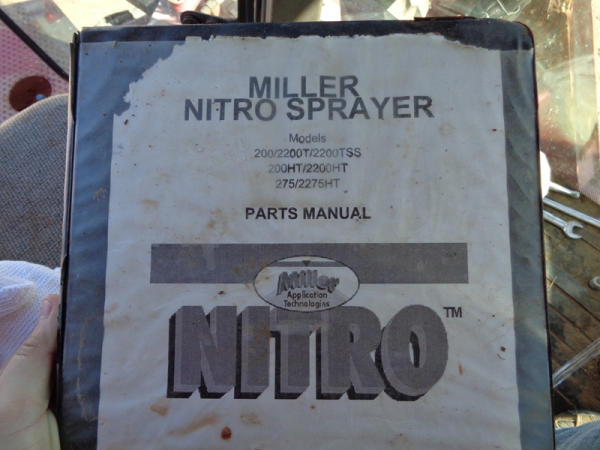 MILLER
NITRO SPRAYER
Models
200/2200T/2200TSS
200HT/2200HT
275/2275HT
PARTS MANUAL
Miller
Application
Technologies
NITRO™